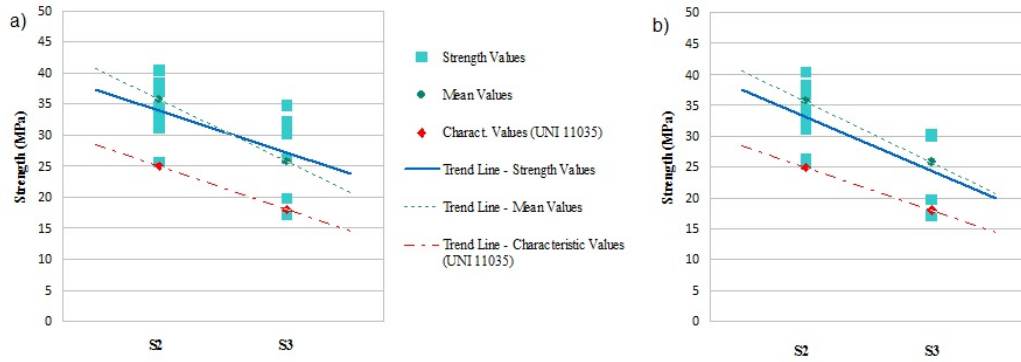 a)
Strength (MPa)
50
45
40
35
30
25
20
15
10
5
0
S2 S3
Strength Values
Mean Values
Charact. Values (UNI 11035)
Trend Line - Strength Values
Trend Line - Mean Values
Trend Line - Characteristic Values
(UNI 11035)
b)
Strength (MPa)
50
45
40
35
30
25
20
15
10
5
0
S2 S3